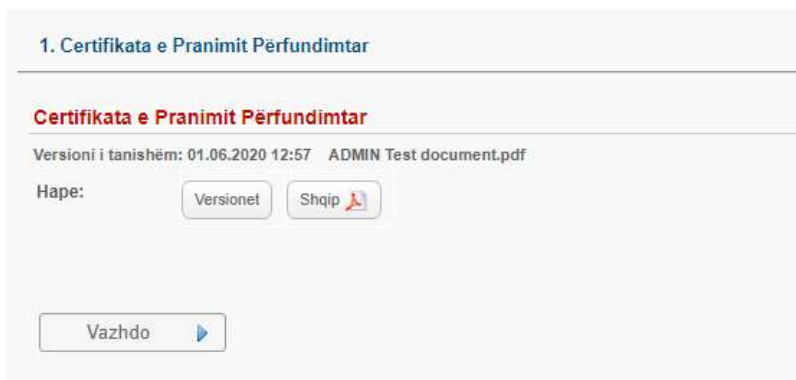 1. Certifikata e Pranimit Përfundimtar
Certifikata e Pranimit Përfundimtar
Versioni i tanishëm: 01.06.2020 12:57 ADMIN Test document.pdf
Hape: Versionet Shqip
Vazhdo